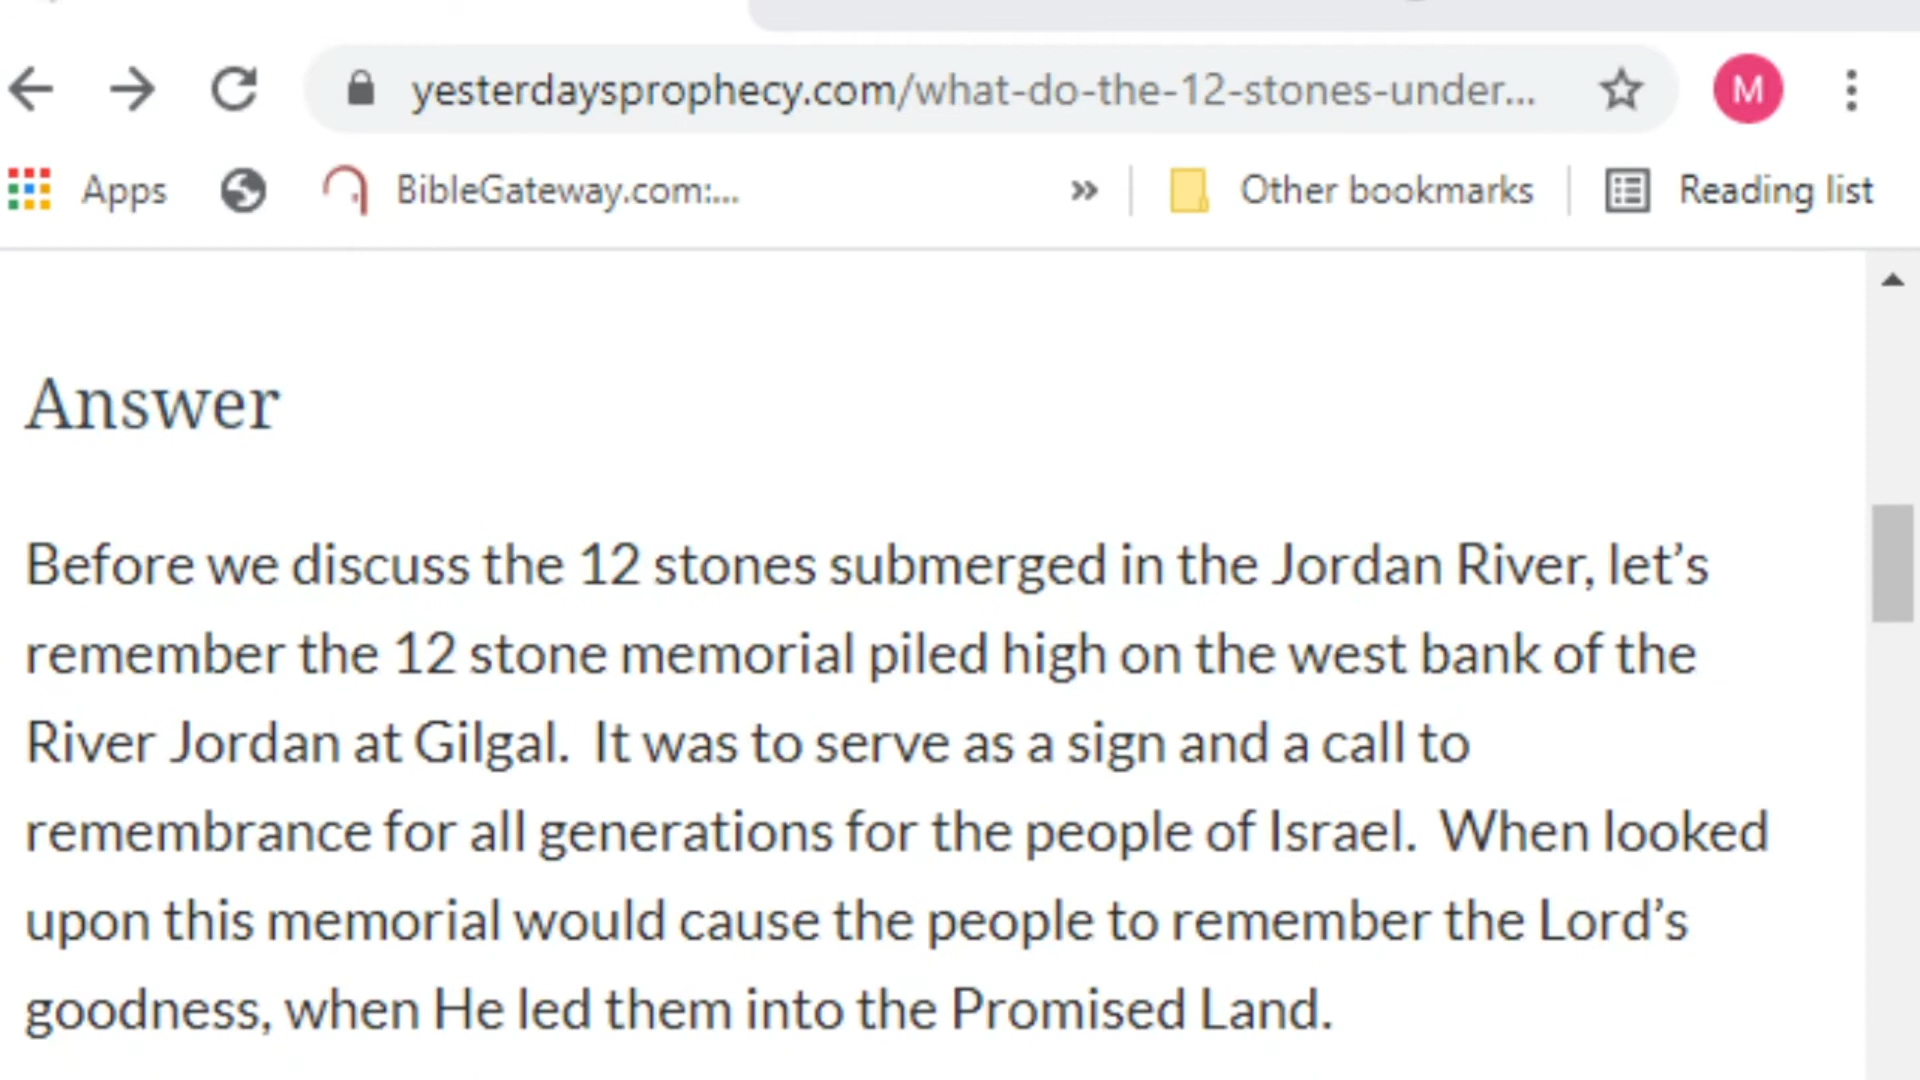 yesterdaysprophecy.com/what-do-the-12-stones-under...
M
Apps
BibleGateway.com:...
»
Other bookmarks
Reading list
Answer
Before we discuss the 12 stones submerged in the Jordan River, let’s
remember the 12 stone memorial piled high on the west bank of the
River Jordan at Gilgal.  It was to serve as a sign and a call to
remembrance for all generations for the people of Israel.  When looked
upon this memorial would cause the people to remember the Lord’s
goodness, when He led them into the Promised Land.